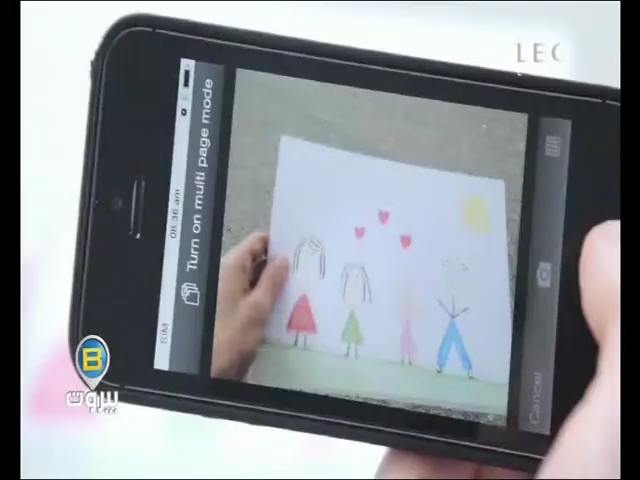 LEC
Turn on multi page mode
SIM
08:36 am
Cancel
B
بيروت